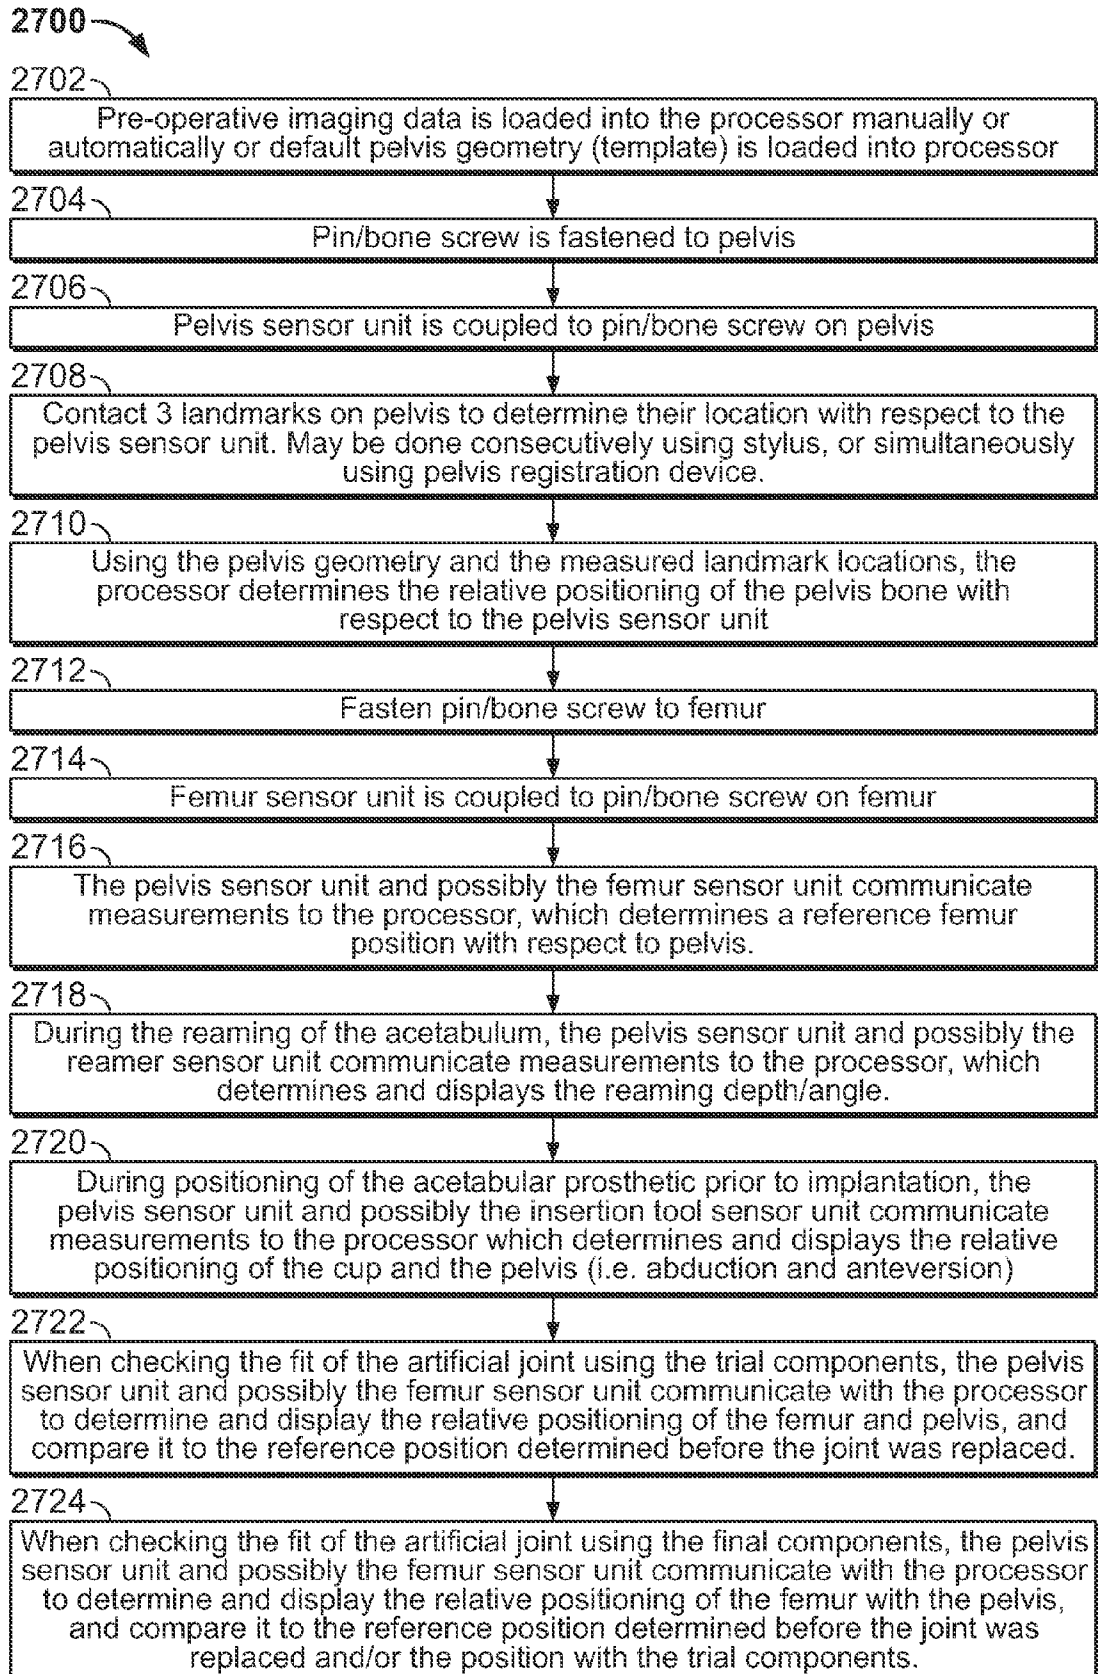 2700
2702
Pre-operative imaging data is loaded into the processor manually or
automatically or default pelvis geometry (template) is loaded into processor
2704
Pin/bone screw is fastened to pelvis
2706
Pelvis sensor unit is coupled to pin/bone screw on pelvis
2708
Contact 3 landmarks on pelvis to determine their location with respect to the
pelvis sensor unit. May be done consecutively using stylus, or simultaneously
using pelvis registration device.
2710
Using the pelvis geometry and the measured landmark locations, the
processor determines the relative positioning of the pelvis bone with
respect to the pelvis sensor unit
2712
Fasten pin/bone screw to femur
2714
Femur sensor unit is coupled to pin/bone screw on femur
2716
The pelvis sensor unit and possibly the femur sensor unit communicate
measurements to the processor, which determines a reference femur
position with respect to pelvis.
2718
During the reaming of the acetabulum, the pelvis sensor unit and possibly the
reamer sensor unit communicate measurements to the processor, which
determines and displays the reaming depth/angle.
2720
During positioning of the acetabular prosthetic prior to implantation, the
pelvis sensor unit and possibly the insertion tool sensor unit communicate
measurements to the processor which determines and displays the relative
positioning of the cup and the pelvis (i.e. abduction and anteversion)
2722
When checking the fit of the artificial joint using the trial components, the pelvis
sensor unit and possibly the femur sensor unit communicate with the processor
to determine and display the relative positioning of the femur and pelvis, and
compare it to the reference position determined before the joint was replaced.
2724
When checking the fit of the artificial joint using the final components, the pelvis
sensor unit and possibly the femur sensor unit communicate with the processor
to determine and display the relative positioning of the femur with the pelvis,
and compare it to the reference position determined before the joint was
replaced and/or the position with the trial components.